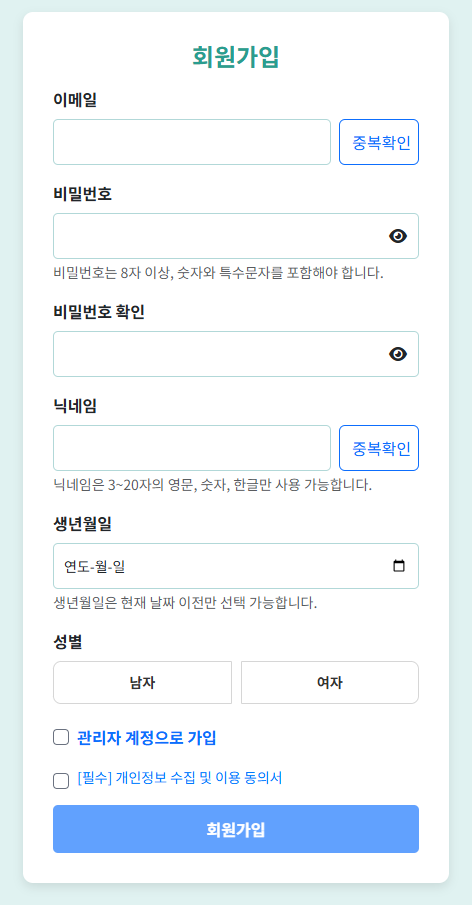 회원가입
이메일
중복확인
비밀번호
비밀번호는 8자 이상, 숫자와 특수문자를 포함해야 합니다.
비밀번호 확인
닉네임
중복확인
닉네임은 3~20자의 영문, 숫자, 한글만 사용 가능합니다.
생년월일
연도-월-일
생년월일은 현재 날짜 이전만 선택 가능합니다.
성별
남자 여자
관리자 계정으로 가입
[필수] 개인정보 수집 및 이용 동의서
회원가입